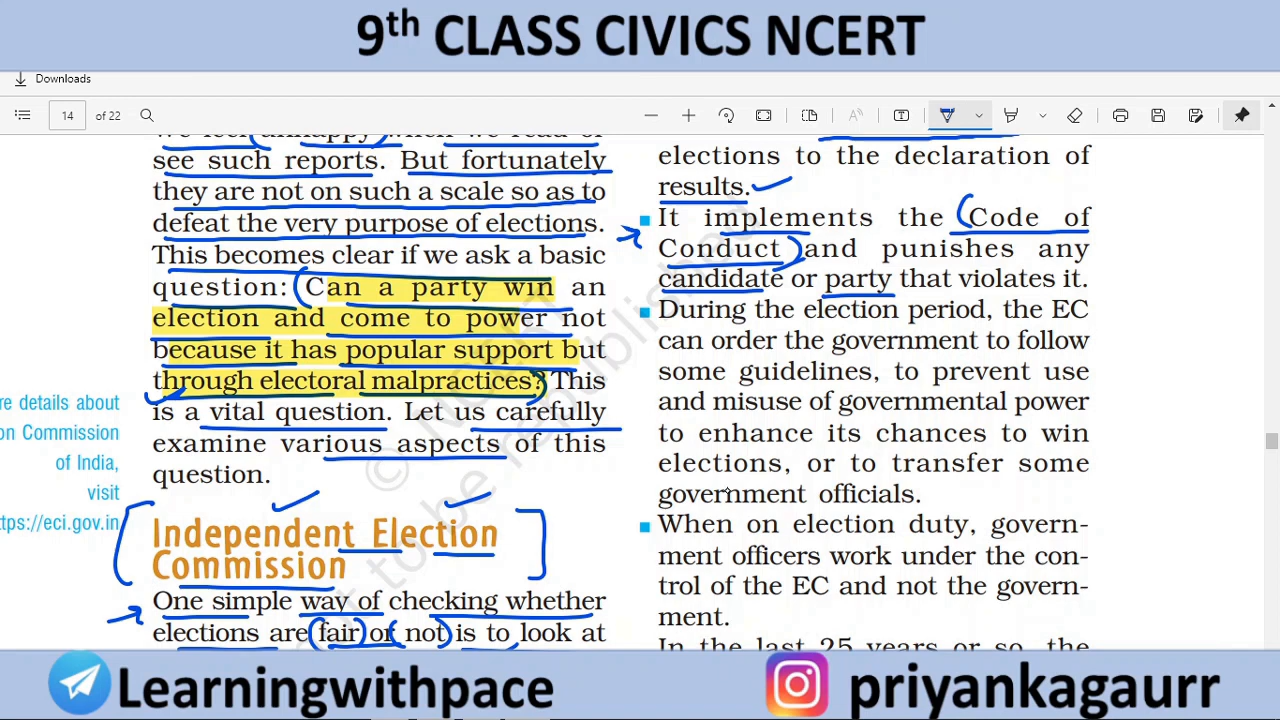 9th CLASS CIVICS NCERT
Downloads
14 of 22
see such reports. But fortunately
they are not on such a scale so as to
defeat the very purpose of elections.
This becomes clear if we ask a basic
question: Can a party win an
election and come to power not
because it has popular support but
through electoral malpractices? This
is a vital question. Let us carefully
examine various aspects of this
question.
re details about
on Commission
of India,
visit
ttps://eci.gov.in
Independent Election
Commission
One simple way of checking whether
elections are fair or not is to look at
elections to the declaration of
results.
It implements the Code of
Conduct and punishes any
candidate or party that violates it.
During the election period, the EC
can order the government to follow
some guidelines, to prevent use
and misuse of governmental power
to enhance its chances to win
elections, or to transfer some
government officials.
When on election duty, govern-
ment officers work under the con-
trol of the EC and not the govern-
ment.
In the last 25 years or so, the
© NCERT
be republished
Learningwithpace
priyankagaurr